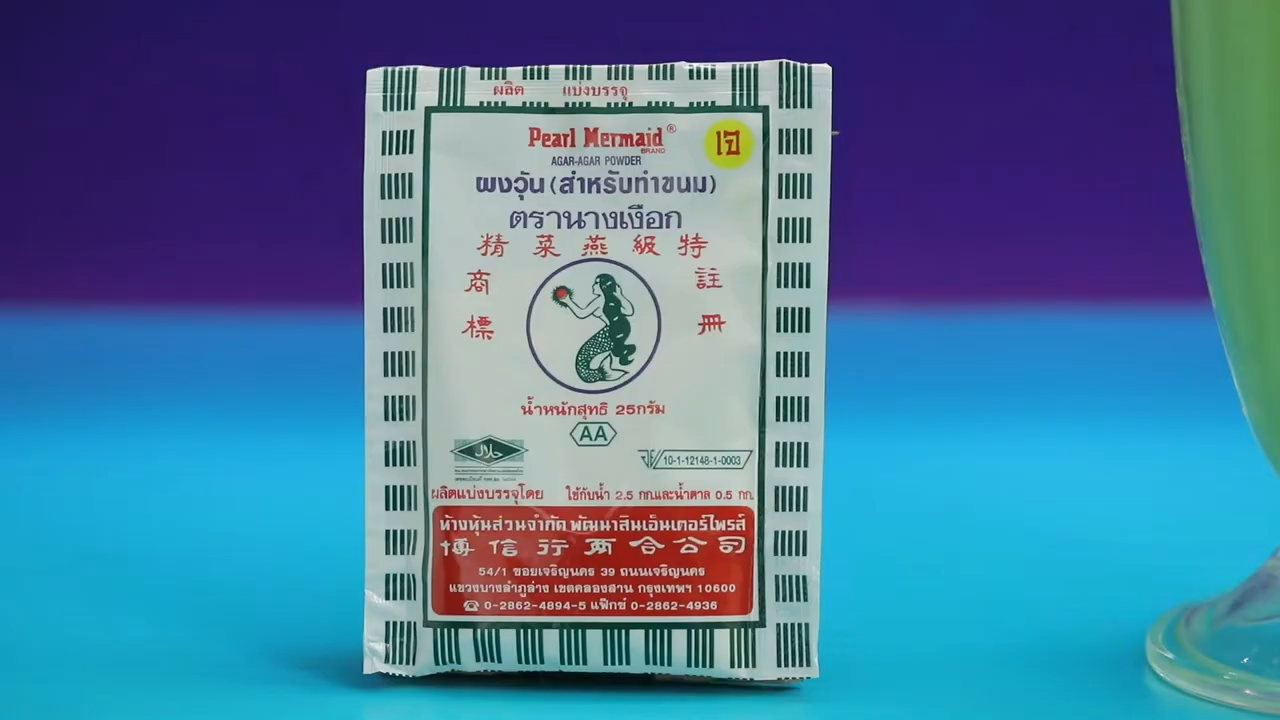 ผลิต แบ่งบรรจุ
Pearl Mermaid®
BRAND
เจ
AGAR-AGAR POWDER
ผงวุ้น (สำหรับทำขนม)
ตรานางเงือก
精菜燕級特
商 註
標 冊
น้ำหนักสุทธิ 25กรัม
AA
حلال
10-1-12148-1-0003
ผลิตแบ่งบรรจุโดย ใช้กับน้ำ 2.5 กก.และน้ำตาล 0.5 กก.
ห้างหุ้นส่วนจำกัด พัฒนาสินเอ็นเตอร์ไพรส์
博信行兩合公司
54/1 ซอยเจริญนคร 39 ถนนเจริญนคร
แขวงบางลำภูล่าง เขตคลองสาน กรุงเทพฯ 10600
☎ 0-2862-4894-5 แฟ็กซ์ 0-2862-4936